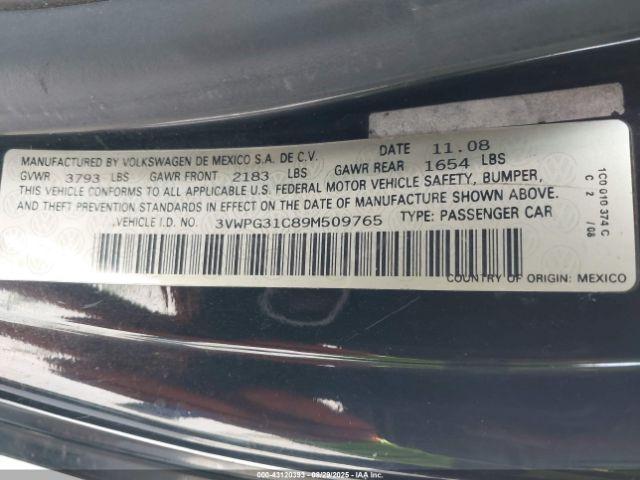 MANUFACTURED BY VOLKSWAGEN DE MEXICO S.A. DE C.V. DATE 11.08
GVWR 3793 LBS GAWR FRONT 2183 LBS GAWR REAR 1654 LBS
THIS VEHICLE CONFORMS TO ALL APPLICABLE U.S. FEDERAL MOTOR VEHICLE SAFETY, BUMPER,
AND THEFT PREVENTION STANDARDS IN EFFECT ON THE DATE OF MANUFACTURE SHOWN ABOVE.
VEHICLE I.D. NO. 3VWPG31C89M509765 TYPE: PASSENGER CAR
COUNTRY OF ORIGIN: MEXICO
1C0 010 374 C
C 2 /08
000-43120393 - 08/29/2025 - IAA Inc.